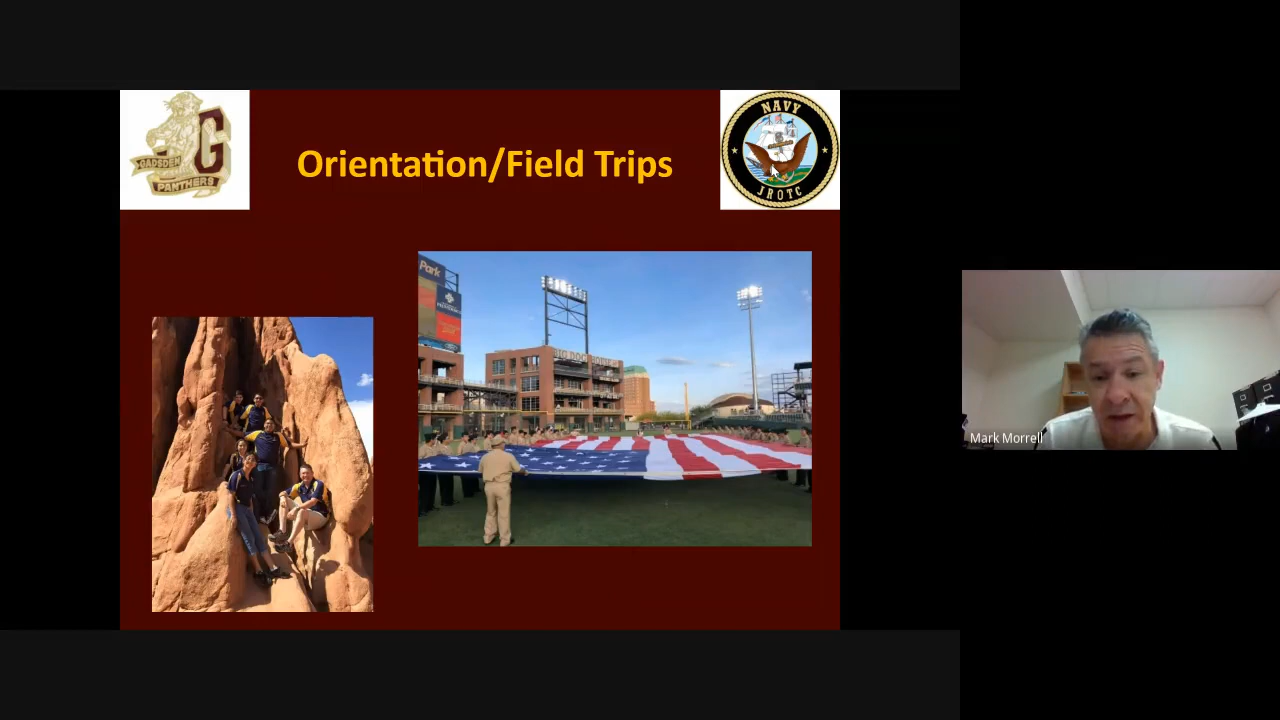 GADSDEN
G
PANTHERS
Orientation/Field Trips
NAVY
JROTC
Park
Mark Morrell